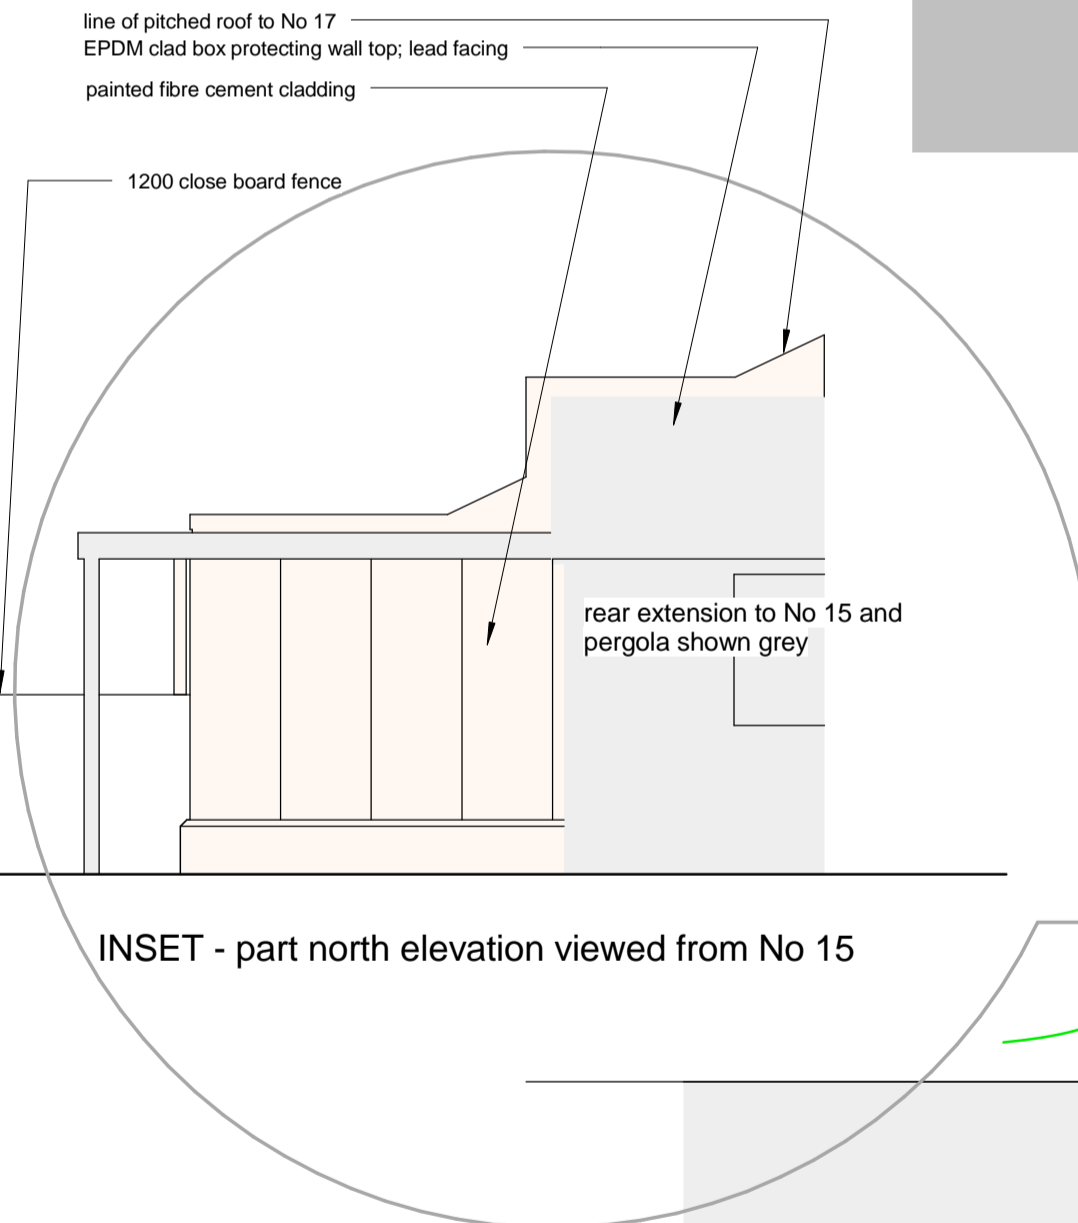 line of pitched roof to No 17
EPDM clad box protecting wall top; lead facing
painted fibre cement cladding
1200 close board fence
rear extension to No 15 and
pergola shown grey
INSET - part north elevation viewed from No 15